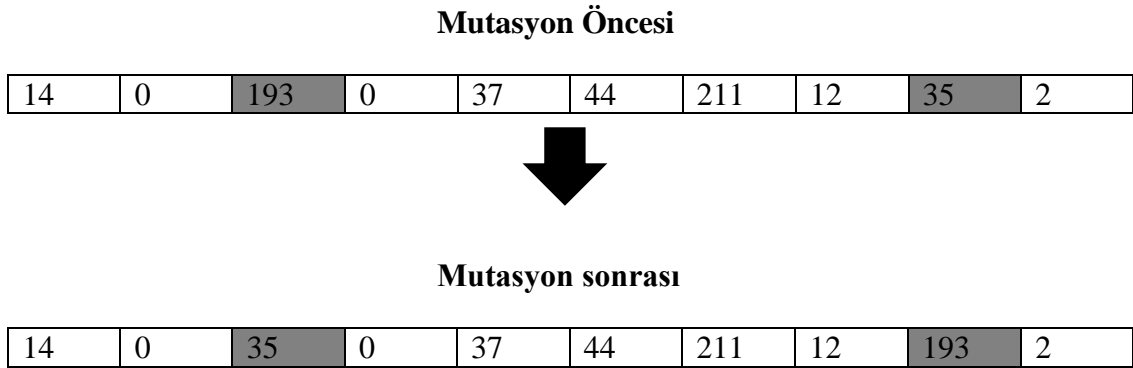 Mutasyon Öncesi
14 0 193 0 37 44 211 12 35 2
Mutasyon sonrası
14 0 35 0 37 44 211 12 193 2